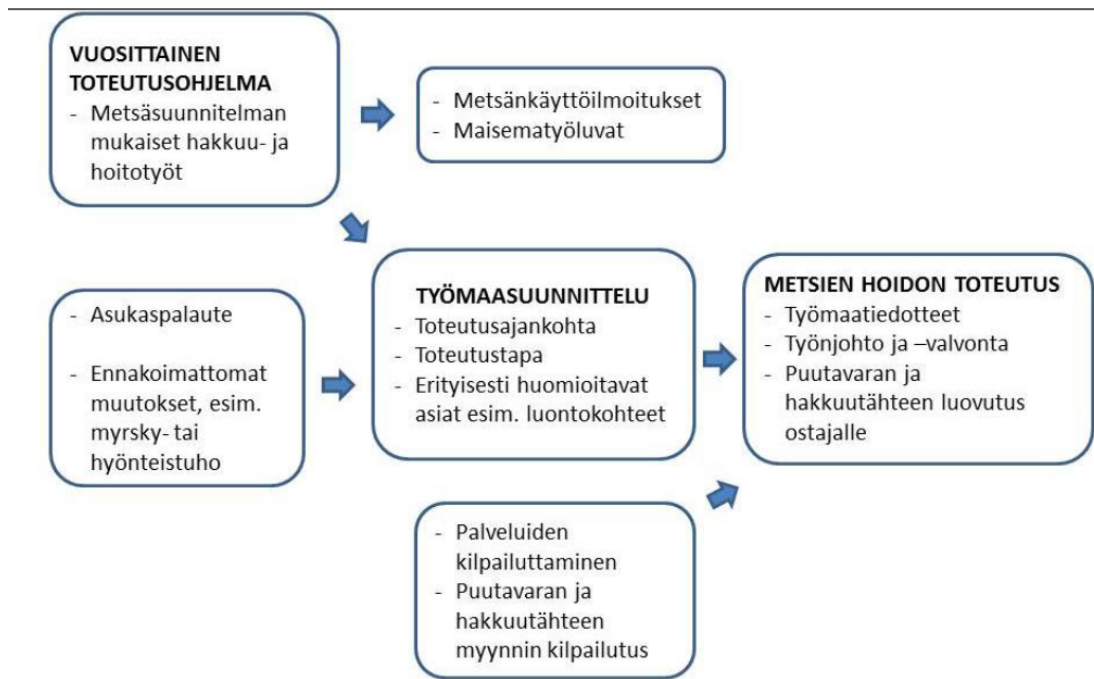 VUOSITTAINEN
TOTEUTUSOHJELMA
- Metsäsuunnitelman
mukaiset hakkuu- ja
hoitotyöt
- Metsänkäyttöilmoitukset
- Maisematyöluvat
- Asukaspalaute
- Ennakoimattomat
muutokset, esim.
myrsky- tai
hyönteistuho
TYÖMAASUUNNITTELU
- Toteutusajankohta
- Toteutustapa
- Erityisesti huomioitavat
asiat esim. luontokohteet
METSIEN HOIDON TOTEUTUS
- Työmaatiedotteet
- Työnjohto ja –valvonta
- Puutavaran ja
hakkuutähteen luovutus
ostajalle
- Palveluiden
kilpailuttaminen
- Puutavaran ja
hakkuutähteen
myynnin kilpailutus